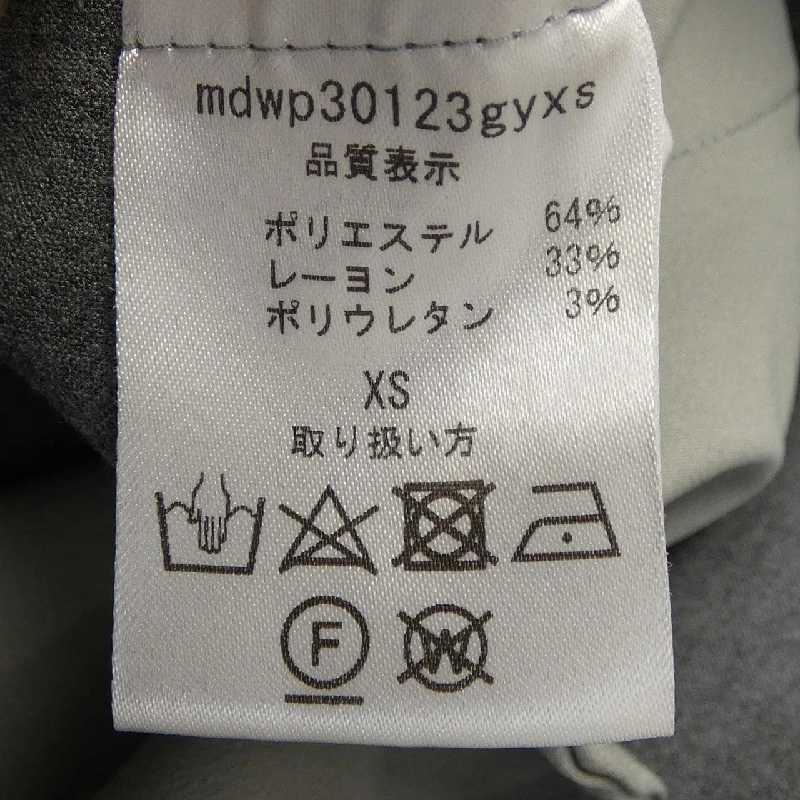 mdwp30123gyxs
品質表示
ポリエステル 64%
レーヨン 33%
ポリウレタン 3%
XS
取り扱い方
F W